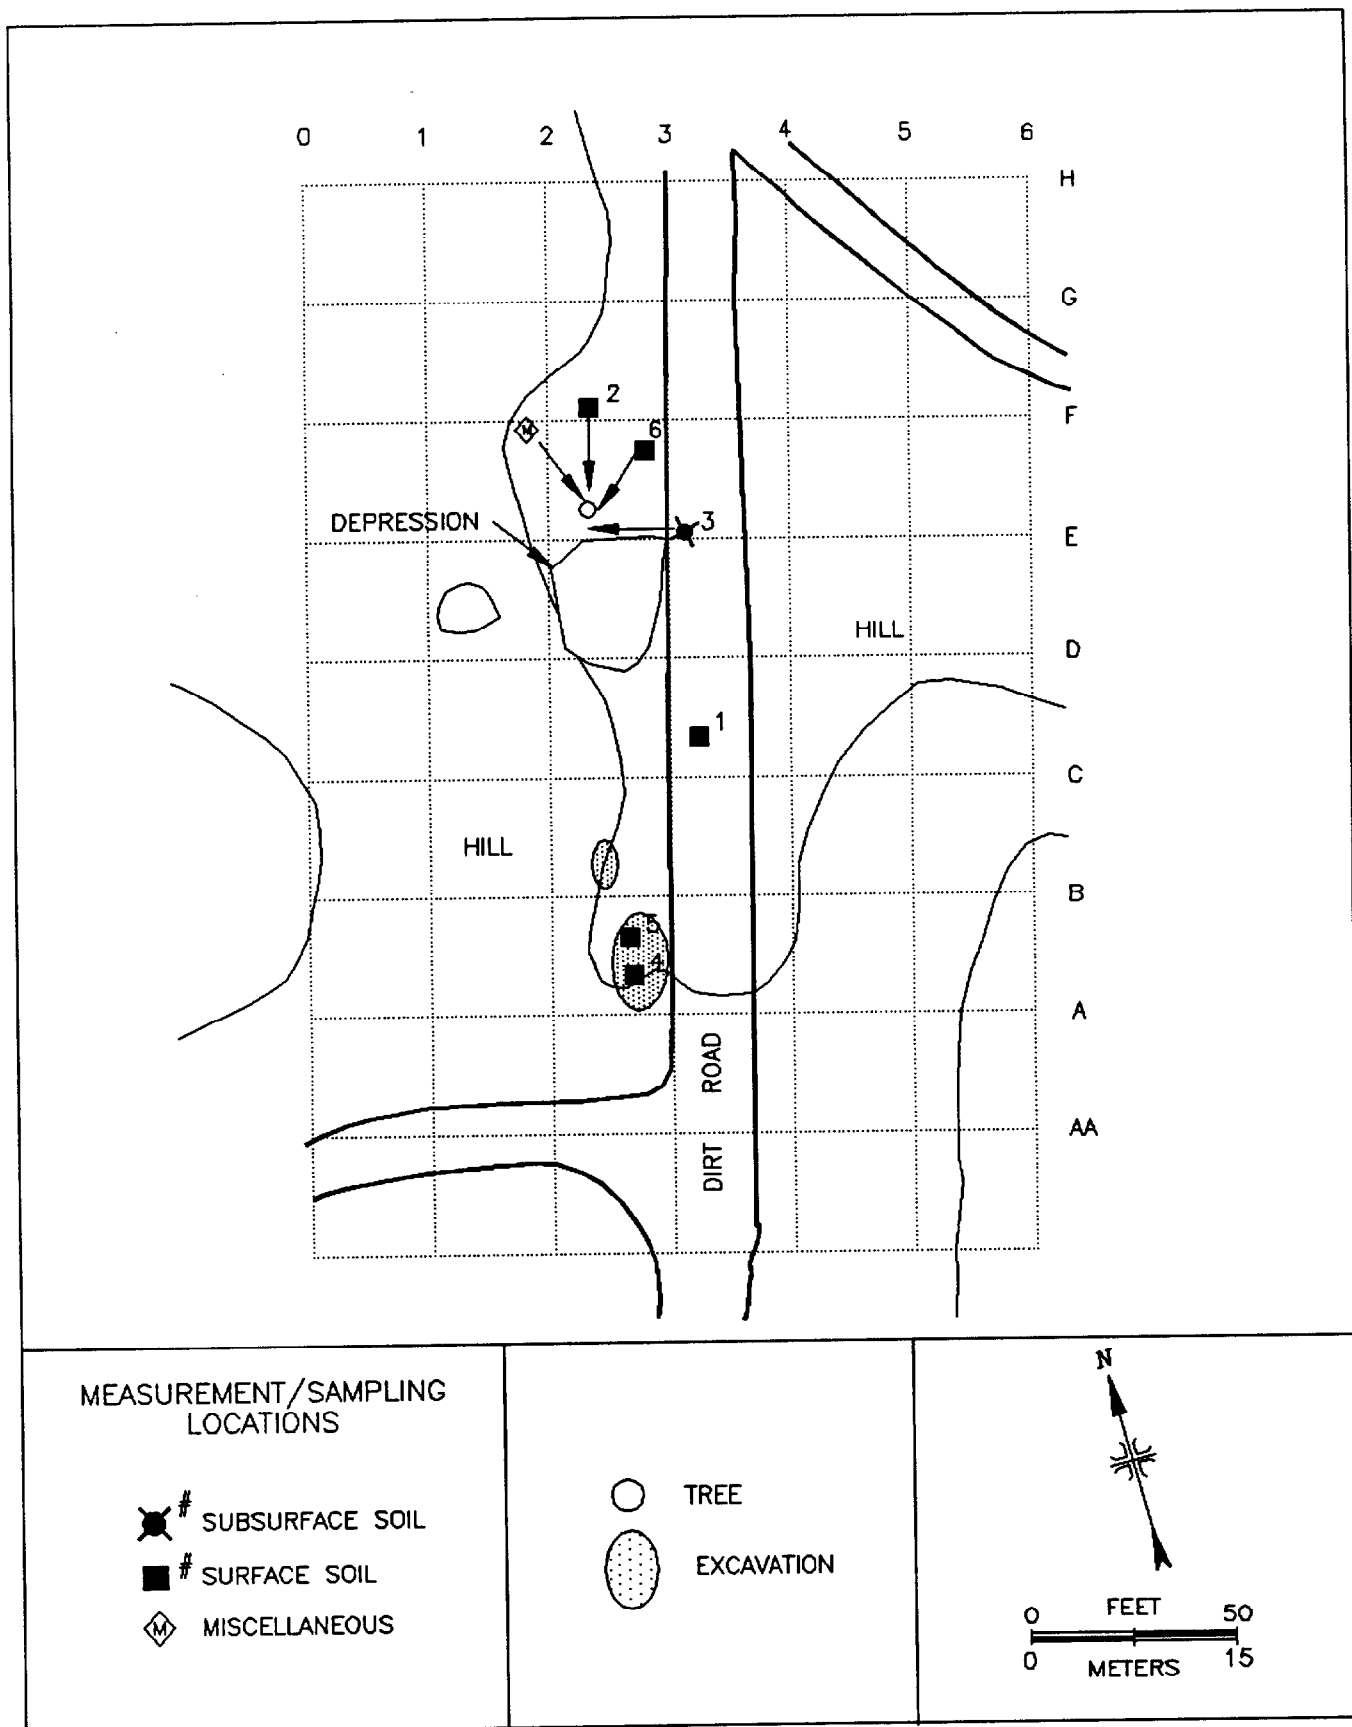 0 1 2 3 4 5 6
H
G
2
F
M
6
DEPRESSION
3
E
HILL
D
1
C
HILL
B
5
4
A
DIRT ROAD
AA
MEASUREMENT/SAMPLING
LOCATIONS
# SUBSURFACE SOIL
# SURFACE SOIL
M MISCELLANEOUS
TREE
EXCAVATION
N
0 FEET 50
0 METERS 15